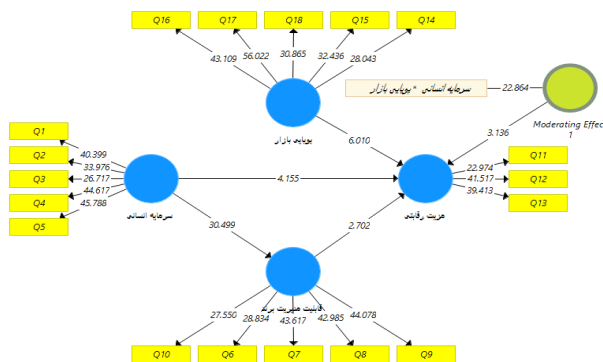 Q16
Q17
Q18
Q15
Q14
43.109
56.022
30.865
32.436
28.043
پویایی بازار
سرمایه انسانی * پویایی بازار
22.864
Moderating Effec
1
6.010
3.136
Q1
Q2
Q3
Q4
Q5
40.399
33.976
26.717
44.617
45.788
سرمایه انسانی
4.155
مزیت رقابتی
22.974
41.517
39.413
Q11
Q12
Q13
30.499
2.702
قابلیت مدیریت برند
27.550
28.834
43.617
42.985
44.078
Q10
Q6
Q7
Q8
Q9